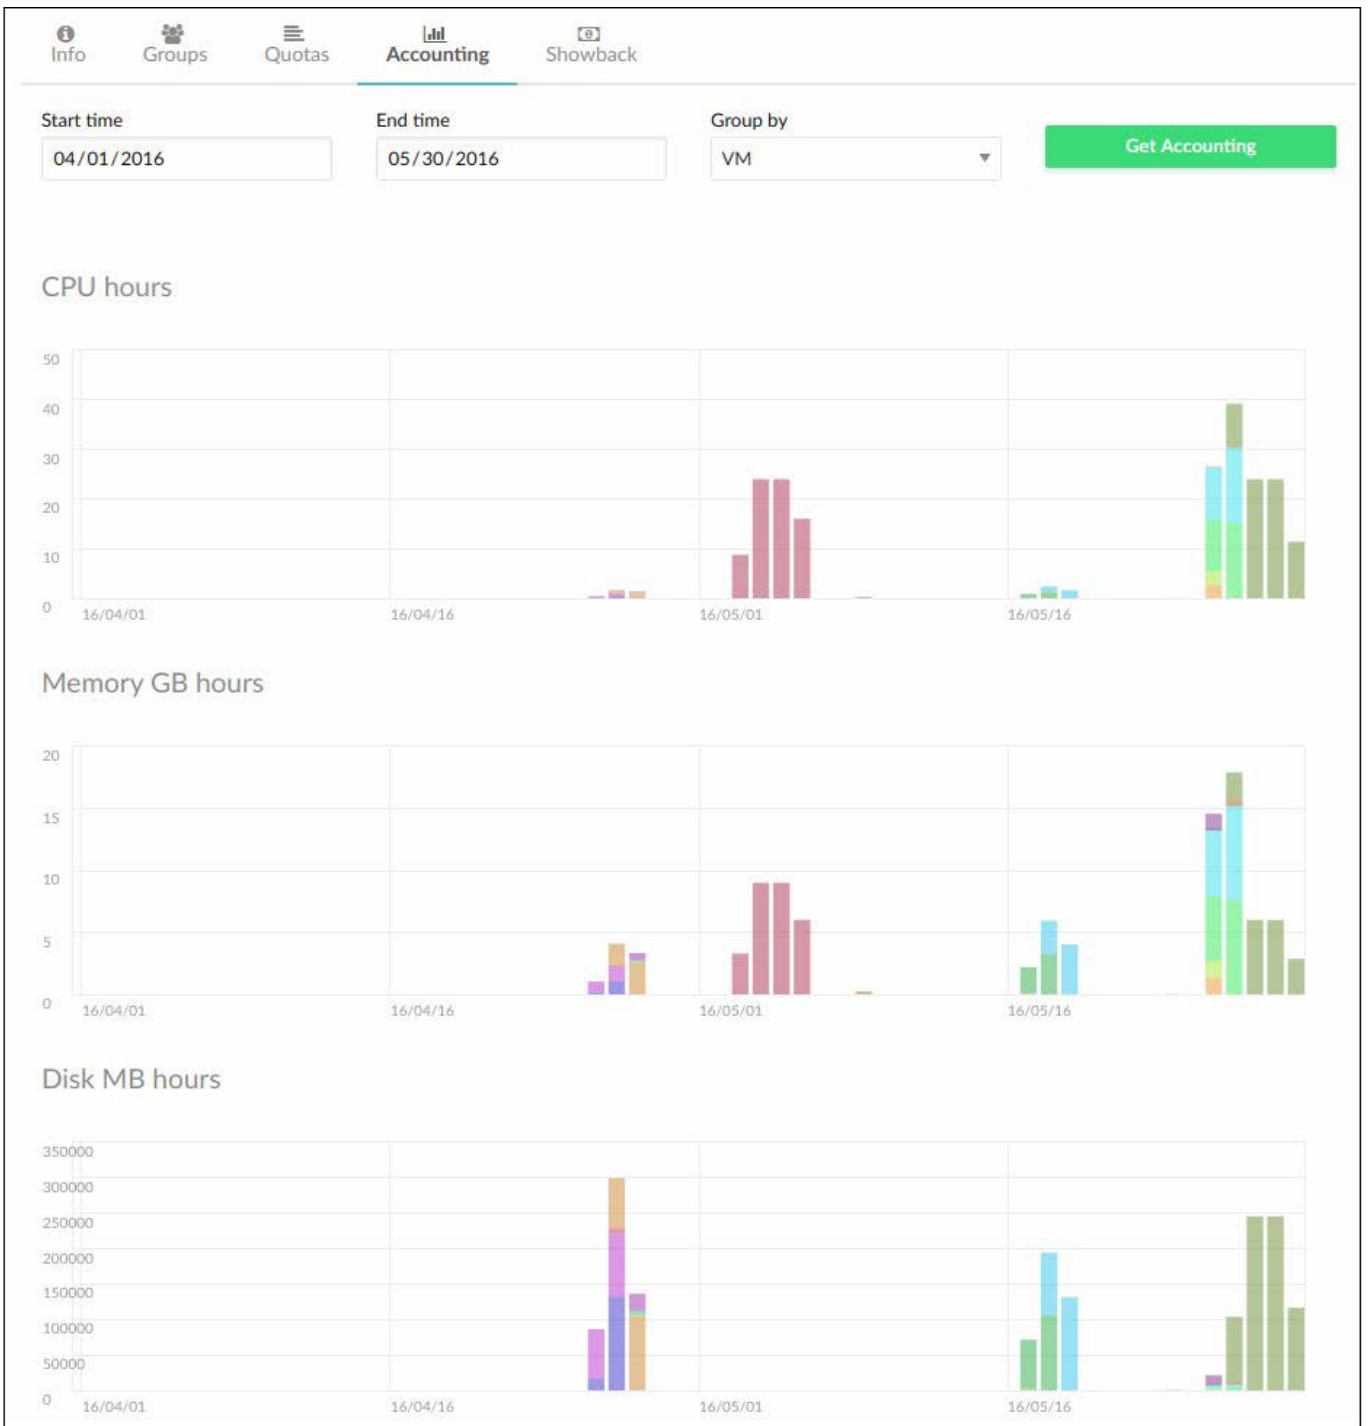 Info Groups Quotas Accounting Showback
Start time End time Group by
04/01/2016 05/30/2016 VM Get Accounting
CPU hours
50
40
30
20
10
0
16/04/01 16/04/16 16/05/01 16/05/16
Memory GB hours
20
15
10
5
0
16/04/01 16/04/16 16/05/01 16/05/16
Disk MB hours
350000
300000
250000
200000
150000
100000
50000
0
16/04/01 16/04/16 16/05/01 16/05/16